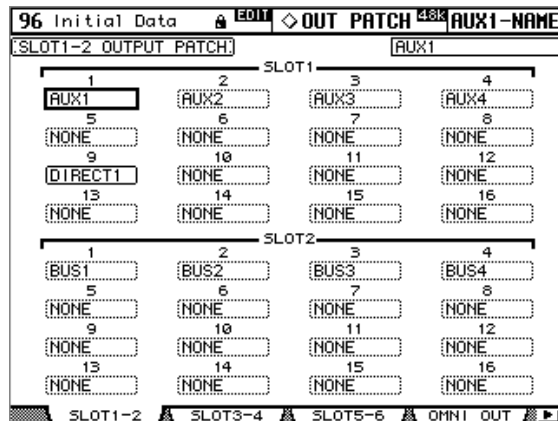 96 Initial Data EDIT ◇OUT PATCH 48k AUX1-NAME
SLOT1-2 OUTPUT PATCH AUX1
SLOT1
1 2 3 4
AUX1 AUX2 AUX3 AUX4
5 6 7 8
NONE NONE NONE NONE
9 10 11 12
DIRECT1 NONE NONE NONE
13 14 15 16
NONE NONE NONE NONE
SLOT2
1 2 3 4
BUS1 BUS2 BUS3 BUS4
5 6 7 8
NONE NONE NONE NONE
9 10 11 12
NONE NONE NONE NONE
13 14 15 16
NONE NONE NONE NONE
SLOT1-2 SLOT3-4 SLOT5-6 OMNI OUT